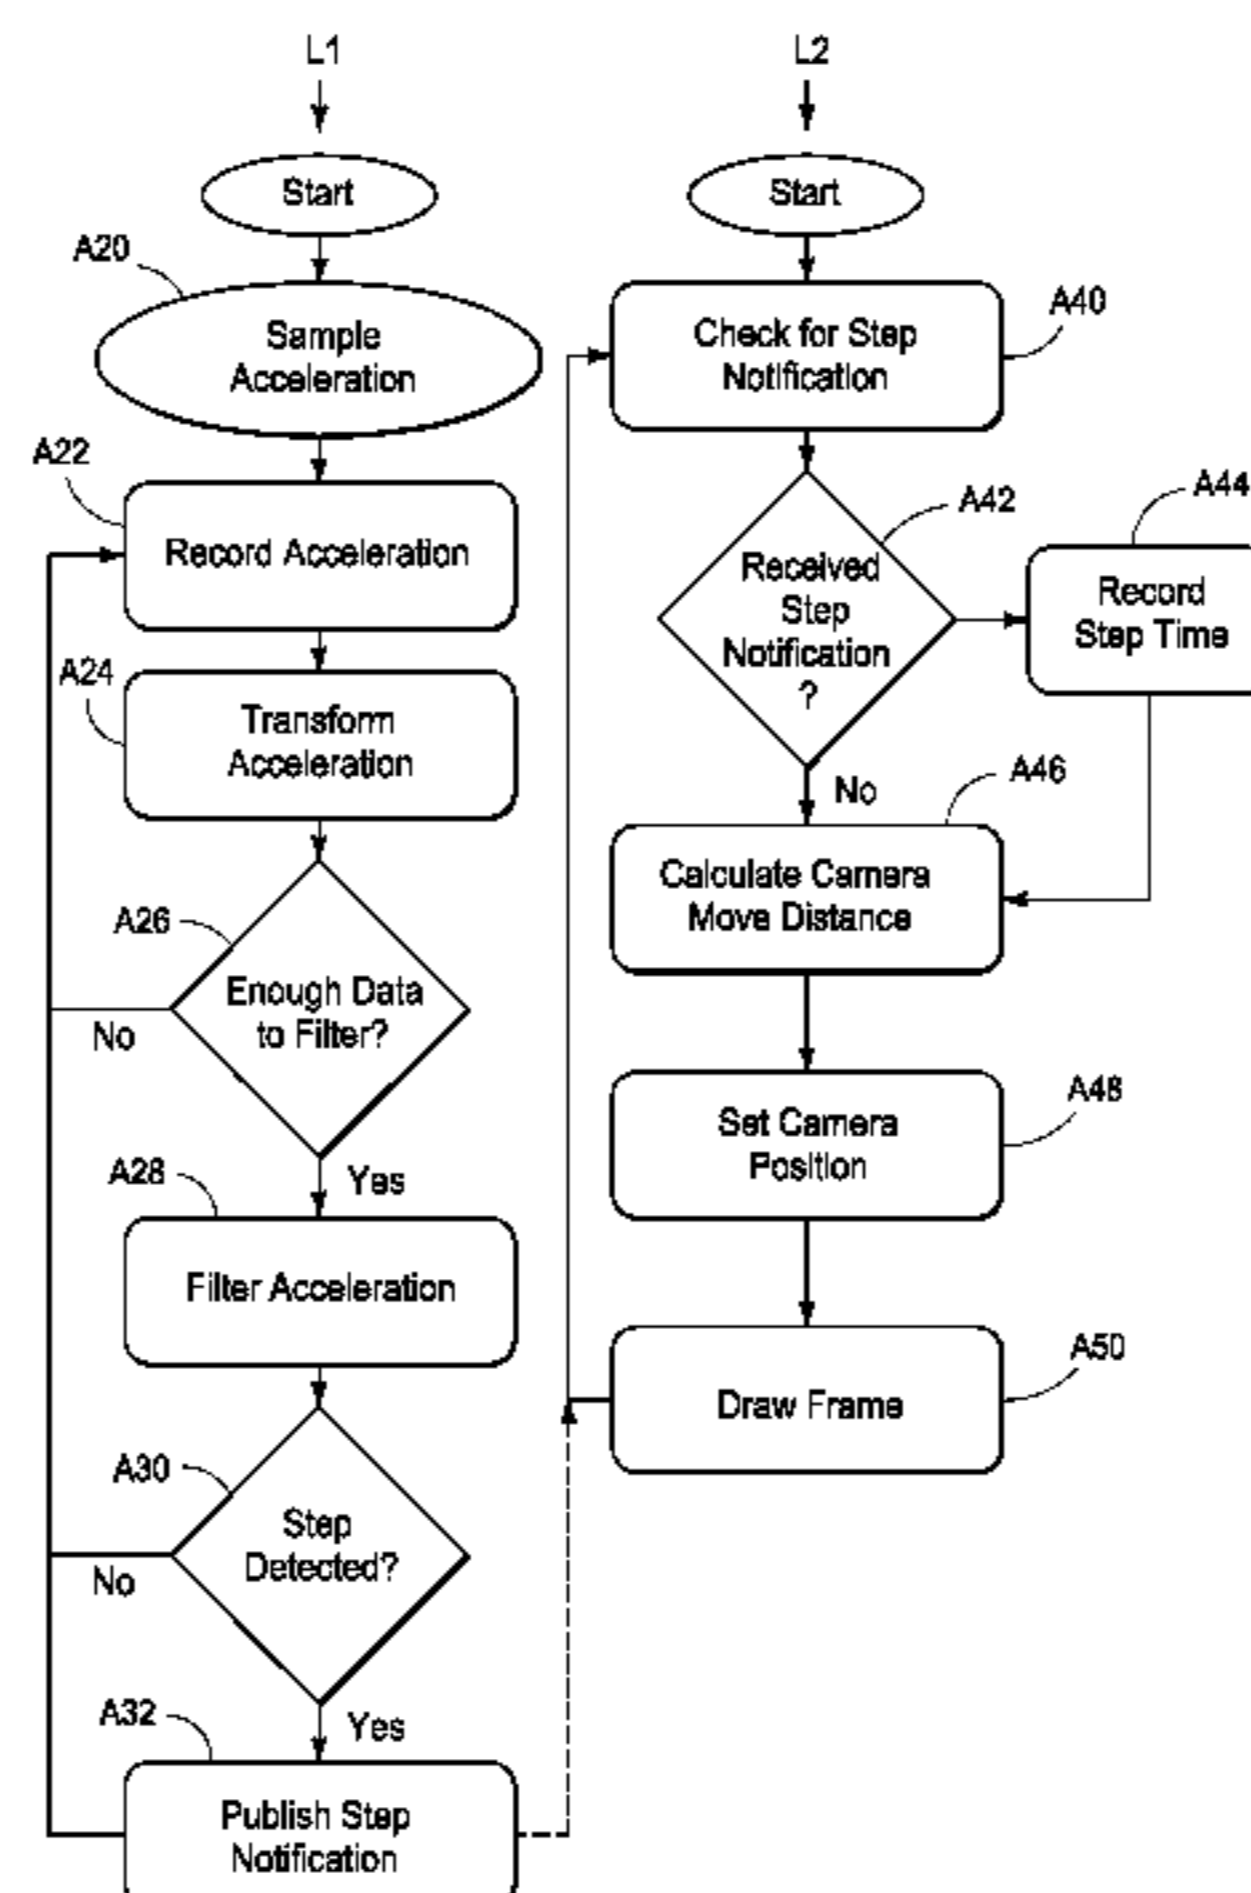 L1
Start
A20
Sample
Acceleration
A22
Record Acceleration
A24
Transform
Acceleration
A26
Enough Data
to Filter?
No
Yes
A28
Filter Acceleration
A30
Step
Detected?
No
Yes
A32
Publish Step
Notification
L2
Start
A40
Check for Step
Notification
A42
Received
Step
Notification
?
A44
Record
Step Time
No
A46
Calculate Camera
Move Distance
A48
Set Camera
Position
A50
Draw Frame